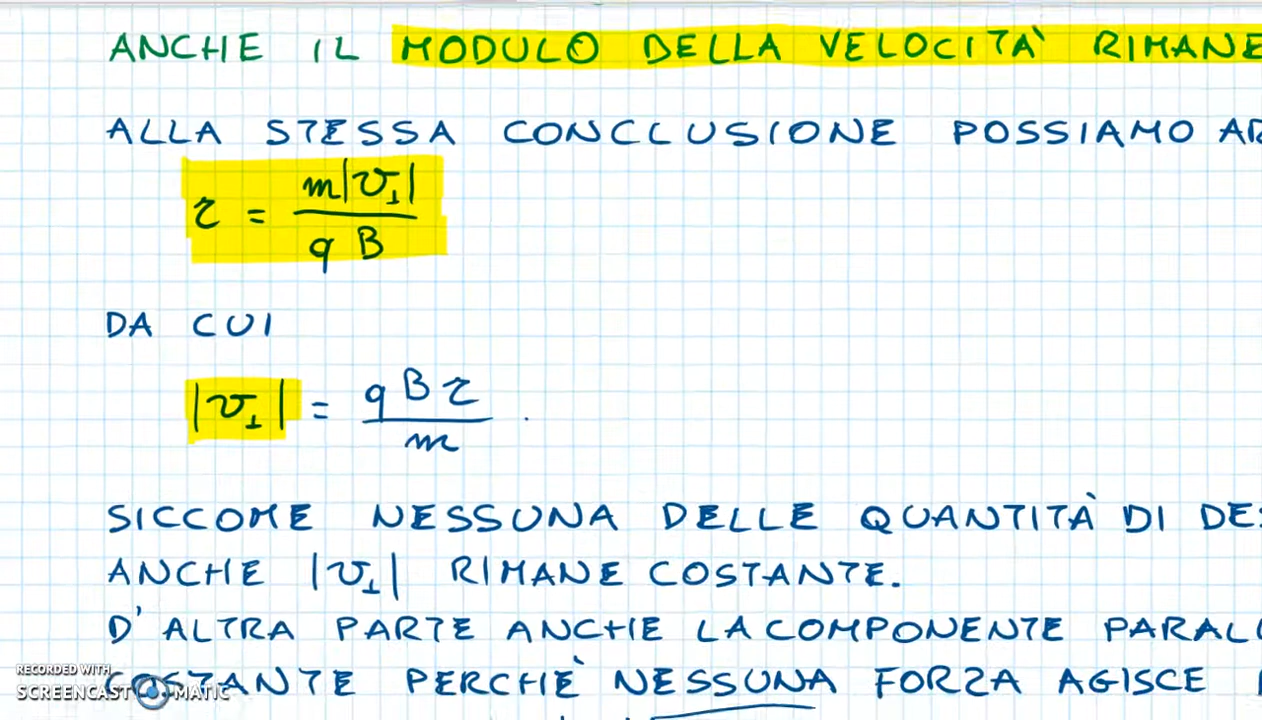 ANCHE IL MODULO DELLA VELOCITA' RIMANE
ALLA STESSA CONCLUSIONE POSSIAMO AR
r = m|v⊥| / qB
DA CUI
|v⊥| = qBr / m .
SICCOME NESSUNA DELLE QUANTITÀ DI DES
ANCHE |v⊥| RIMANE COSTANTE.
D'ALTRA PARTE ANCHE LA COMPONENTE PARAL
COSTANTE PERCHÈ NESSUNA FORZA AGISCE
RECORDED WITH
SCREENCAST MATIC